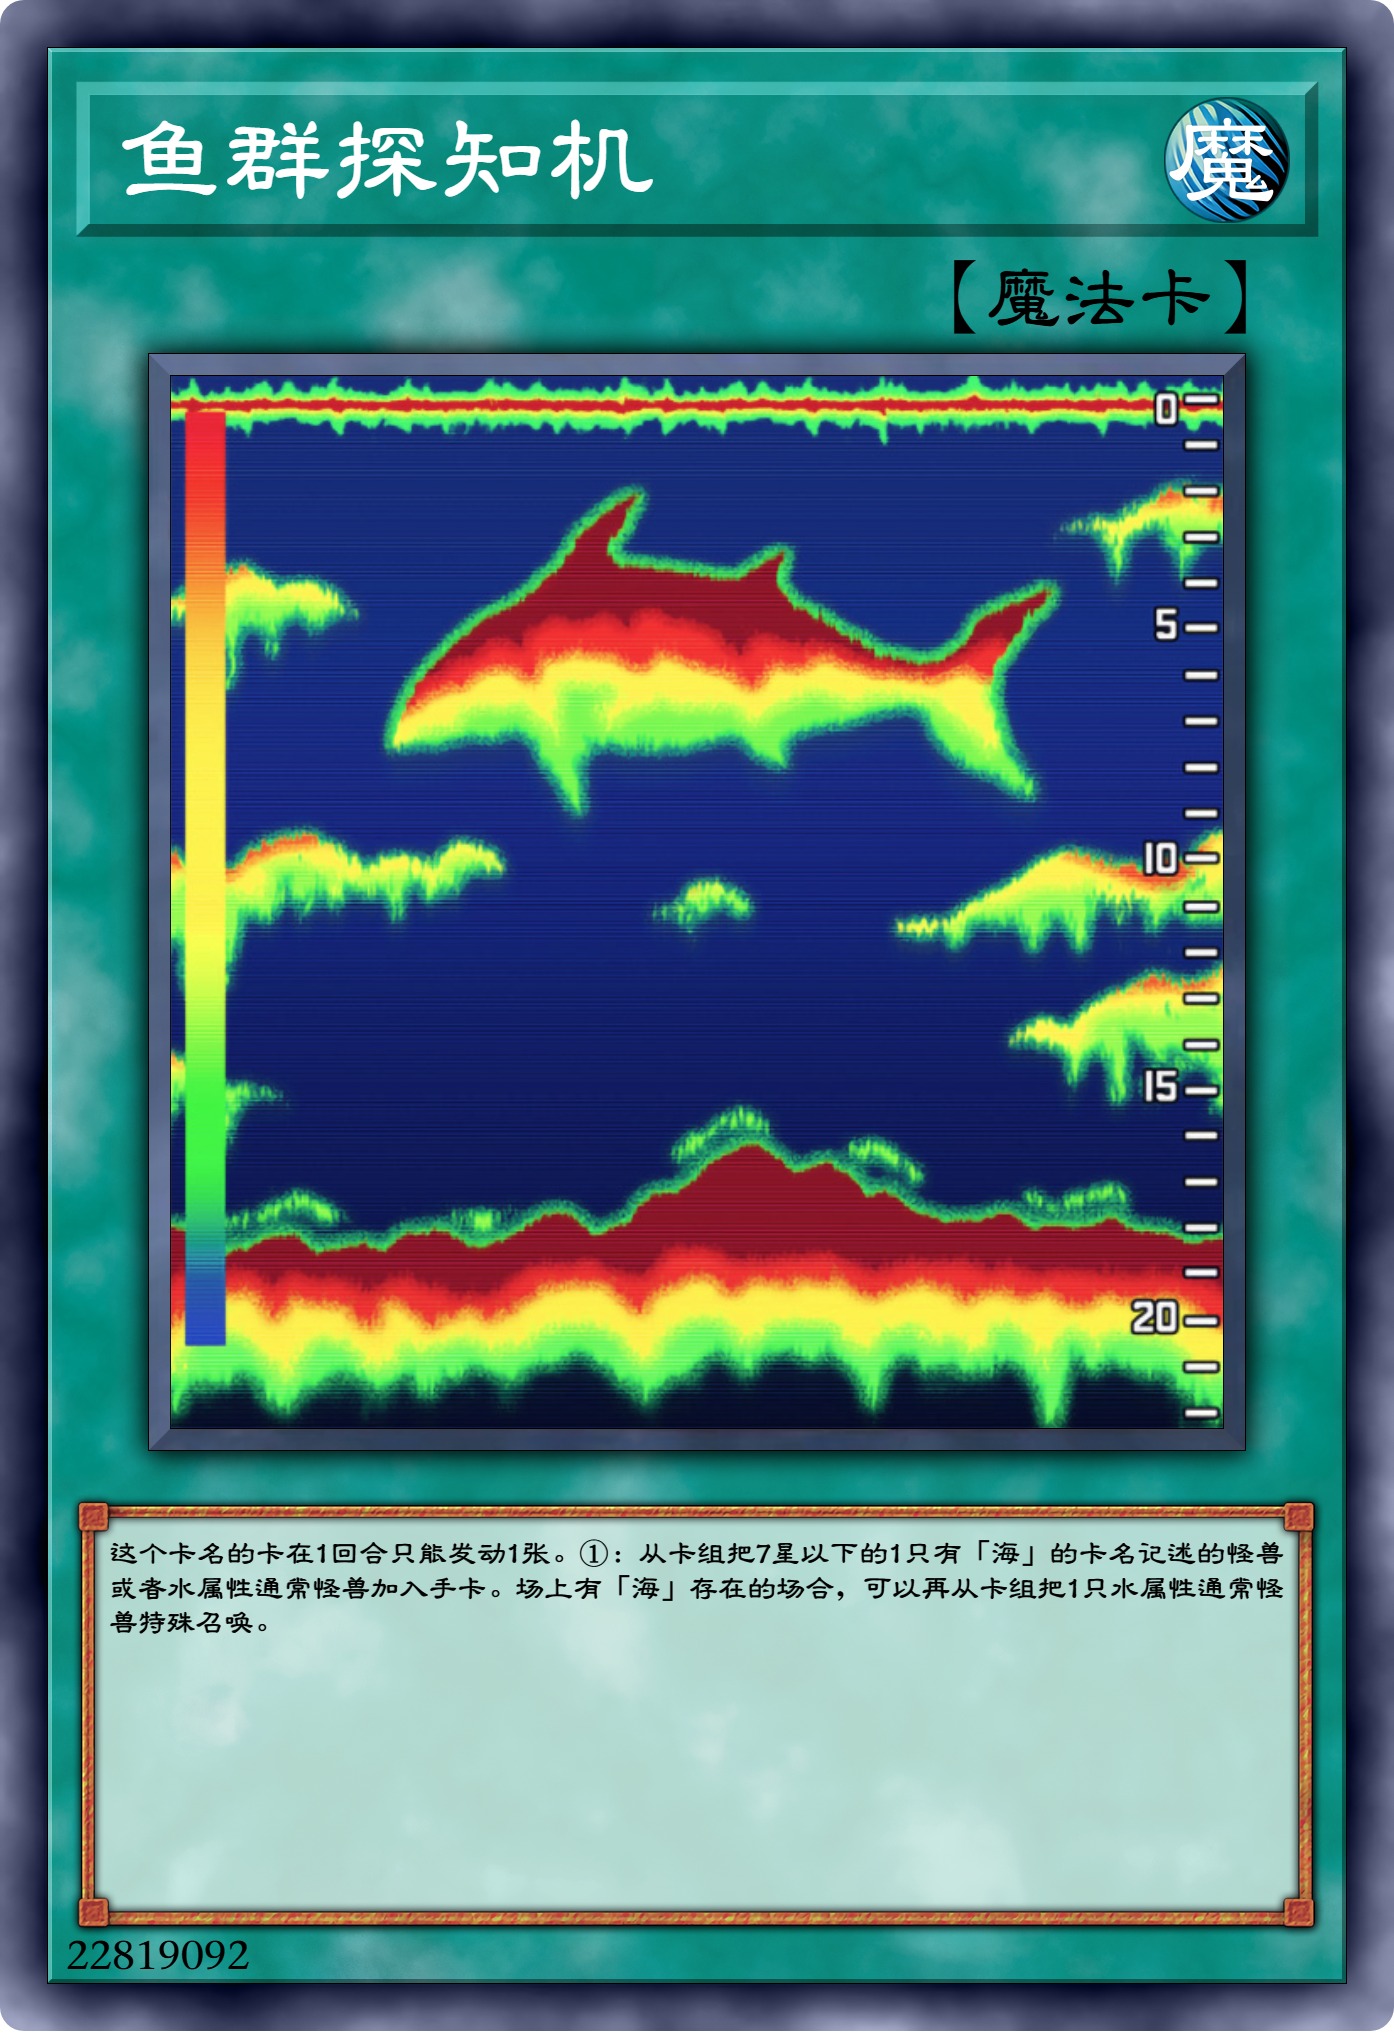 鱼群探知机
魔
【魔法卡】
0
5
10
15
20
这个卡名的卡在1回合只能发动1张。①：从卡组把7星以下的1只有「海」的卡名记述的怪兽
或者水属性通常怪兽加入手卡。场上有「海」存在的场合，可以再从卡组把1只水属性通常怪
兽特殊召唤。
22819092